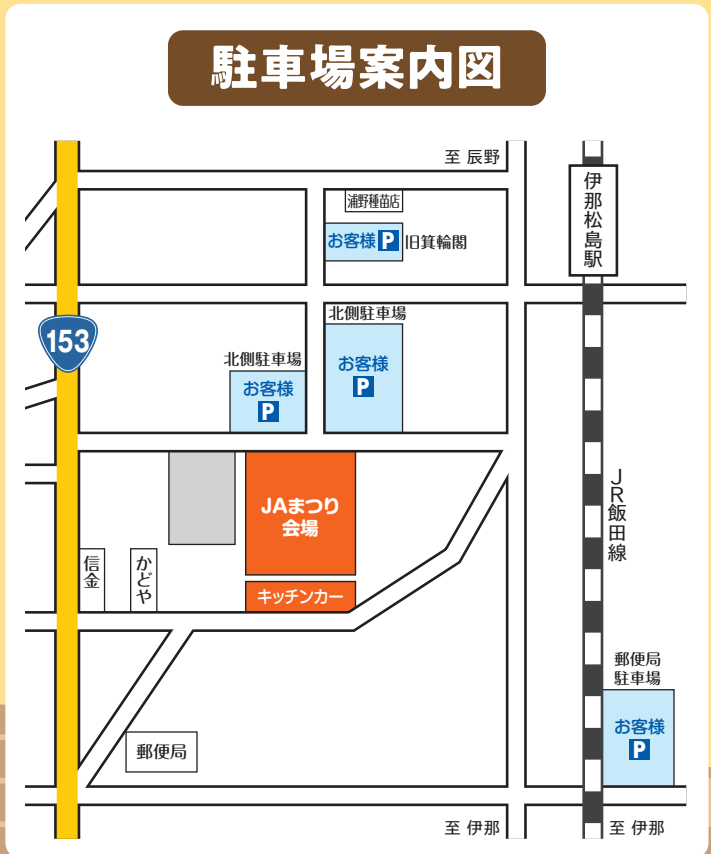 駐車場案内図
至 辰野
浦野種苗店
伊那松島駅
お客様 P
旧箕輪閣
153
北側駐車場
お客様
P
北側駐車場
お客様
P
JAまつり
会場
キッチンカー
信金
かどや
JR飯田線
郵便局
駐車場
お客様
P
郵便局
至 伊那
至 伊那